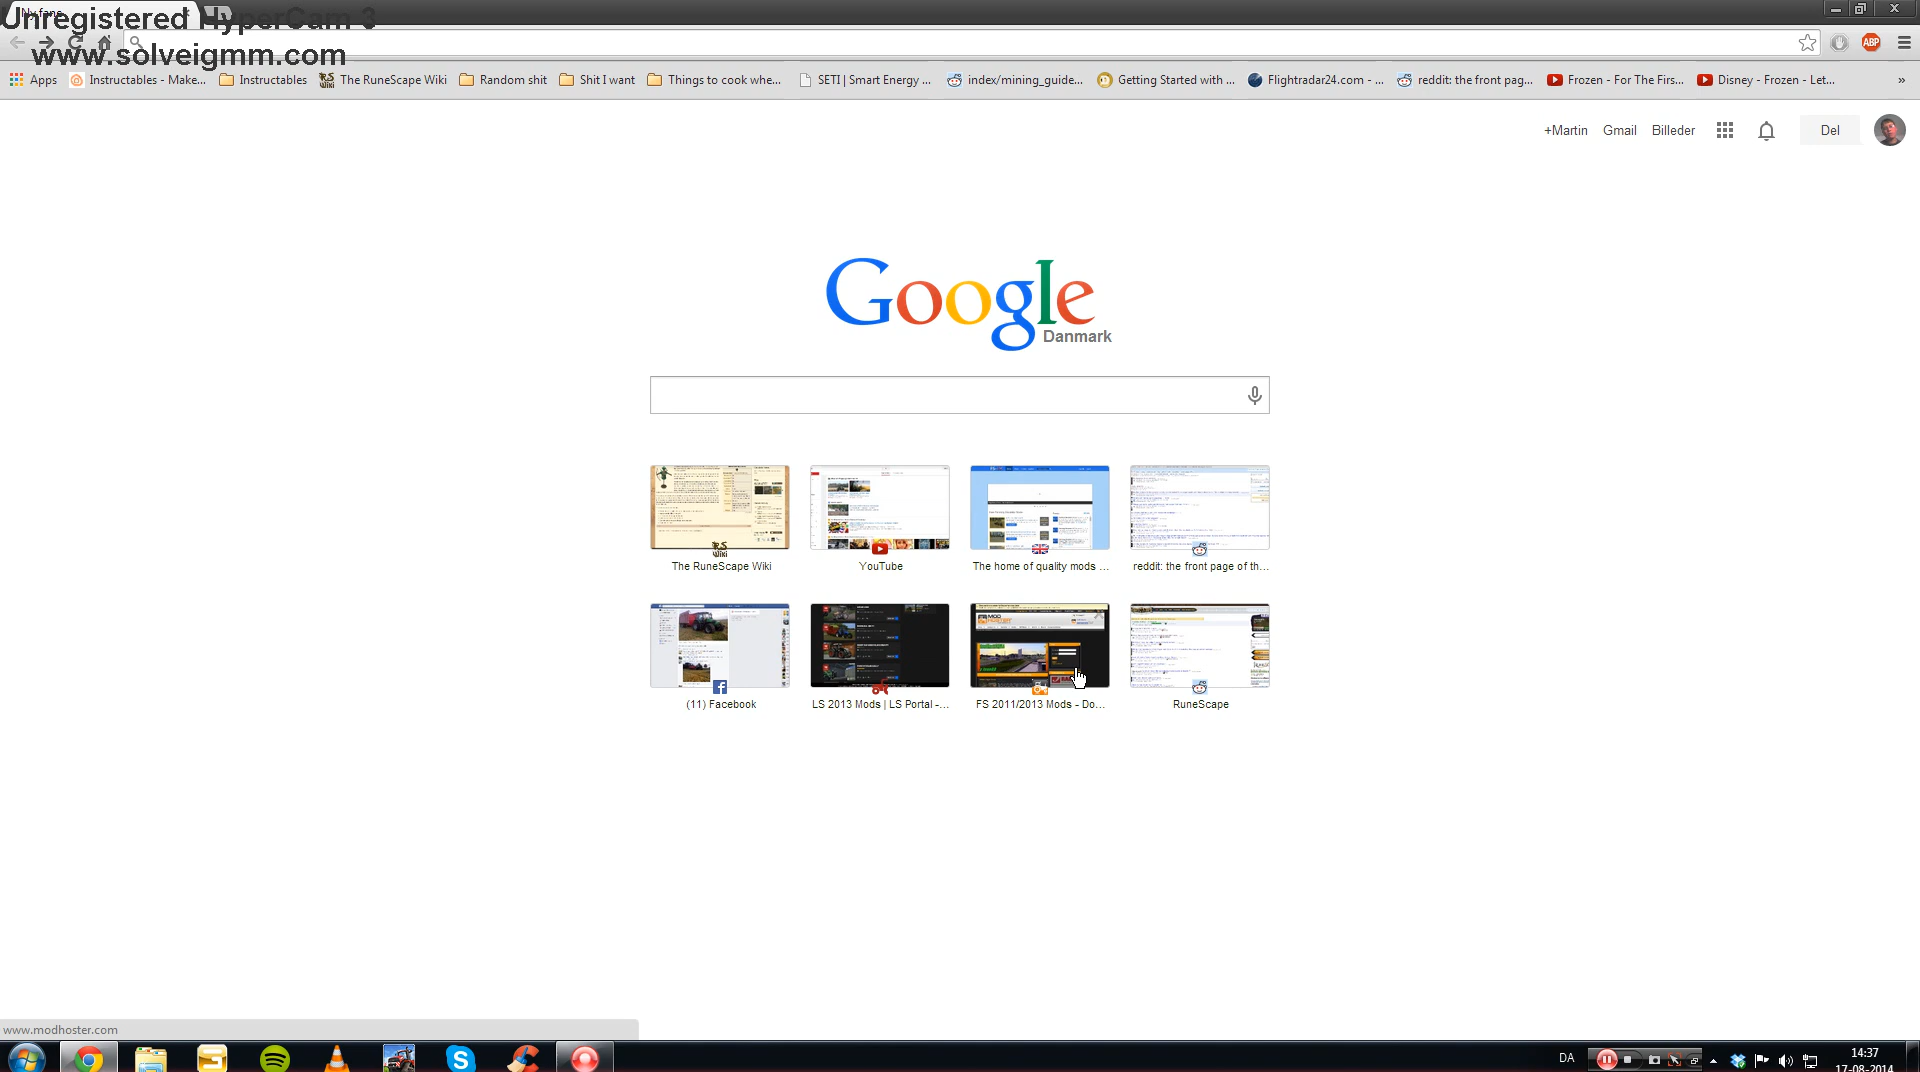 Ny fane
Unregistered HyperCam 3
www.solveigmm.com
ABP
Apps
Instructables - Make...
Instructables
The RuneScape Wiki
Random shit
Shit I want
Things to cook whe...
SETI | Smart Energy ...
index/mining_guide...
Getting Started with ...
Flightradar24.com - ...
reddit: the front pag...
Frozen - For The Firs...
Disney - Frozen - Let...
»
+Martin
Gmail
Billeder
Del
Google
Danmark
The RuneScape Wiki
YouTube
The home of quality mods ...
reddit: the front page of th...
(11) Facebook
LS 2013 Mods | LS Portal -...
FS 2011/2013 Mods - Do...
RuneScape
www.modhoster.com
DA
14:37
17-08-2014